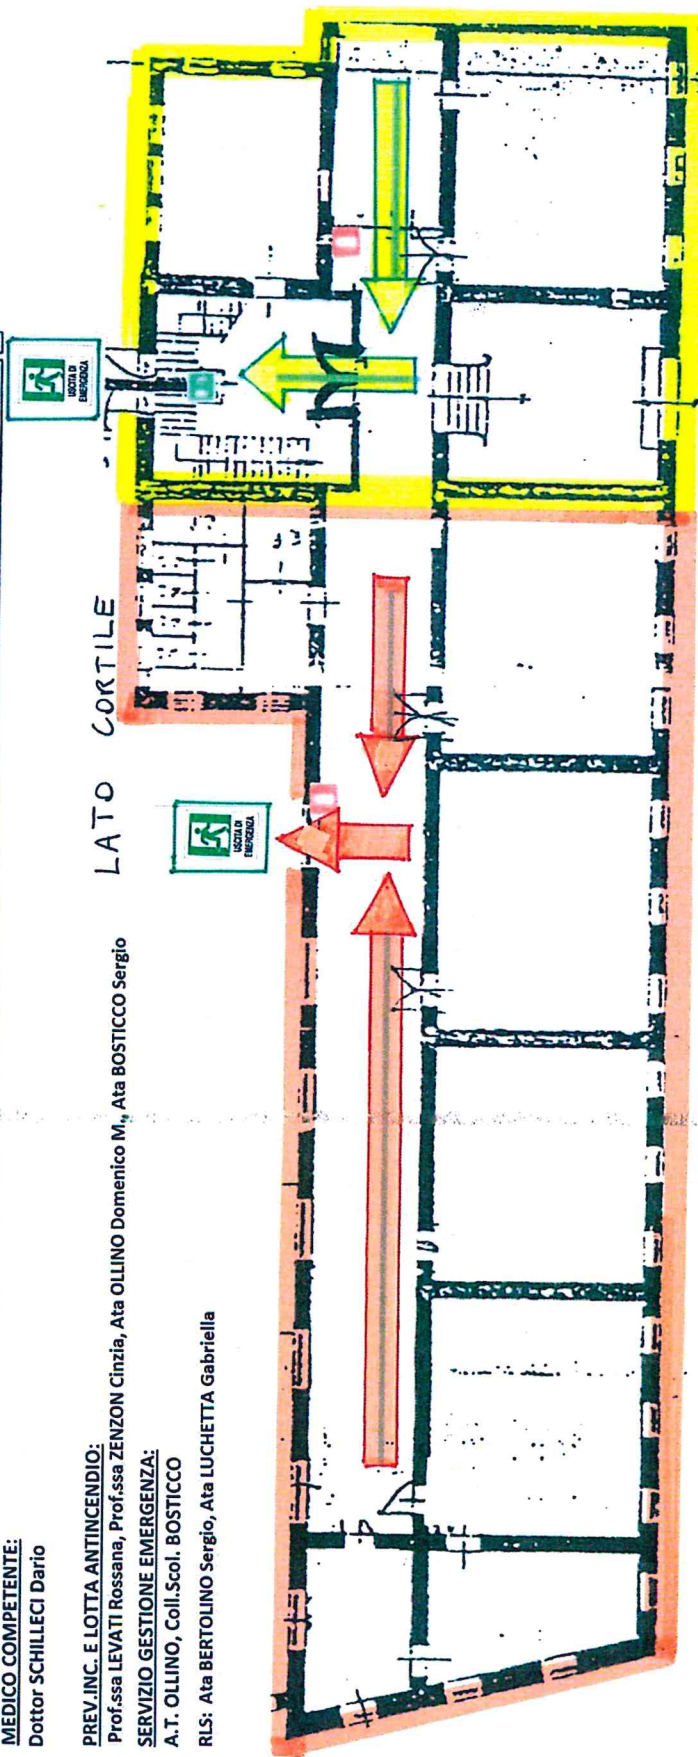 MEDICO COMPETENTE:
Dottor SCHILLECI Dario
PREV.INC. E LOTTA ANTINCENDIO:
Prof.ssa LEVATI Rossana, Prof.ssa ZENZON Cinzia, Ata OLLINO Domenico M., Ata BOSTICCO Sergio
SERVIZIO GESTIONE EMERGENZA:
A.T. OLLINO, Coll.Scol. BOSTICCO
RLS: Ata BERTOLINO Sergio, Ata LUCHETTA Gabriella
LATO CORTILE
USCITA DI
EMERGENZA
USCITA DI
EMERGENZA